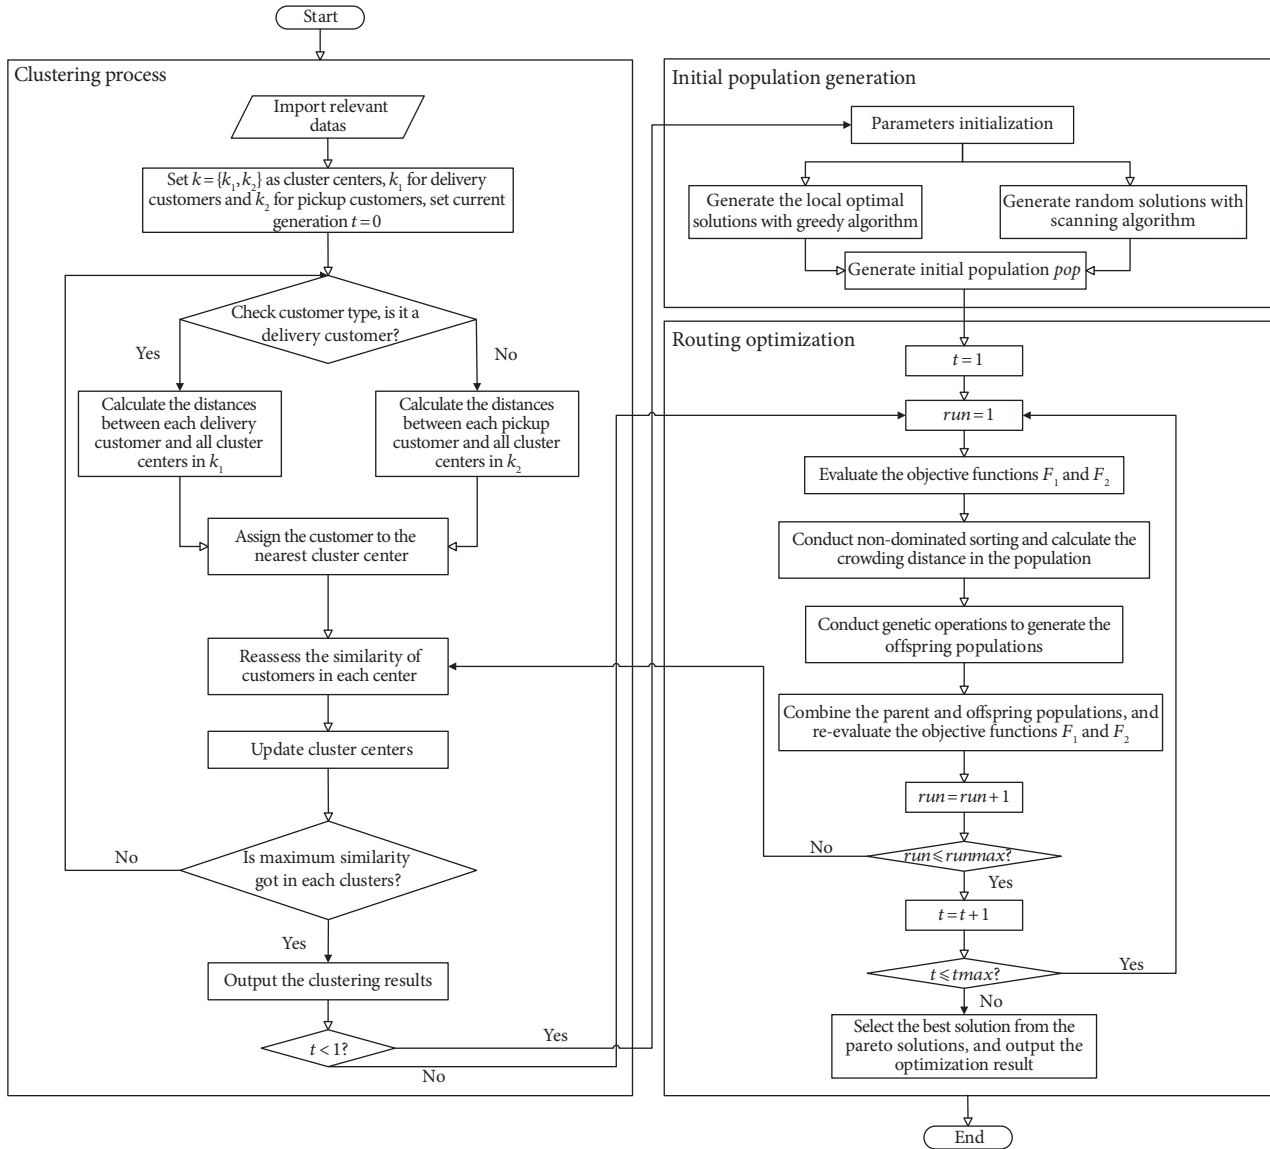 Start
Clustering process
Import relevant
datas
Set k = {k₁, k₂} as cluster centers, k₁ for delivery
customers and k₂ for pickup customers, set current
generation t = 0
Check customer type, is it a
delivery customer?
Yes
No
Calculate the distances
between each delivery
customer and all cluster
centers in k₁
Calculate the distances
between each pickup
customer and all cluster
centers in k₂
Assign the customer to the
nearest cluster center
Reassess the similarity of
customers in each center
Update cluster centers
Is maximum similarity
got in each clusters?
No
Yes
Output the clustering results
t < 1?
Yes
No
Initial population generation
Parameters initialization
Generate the local optimal
solutions with greedy algorithm
Generate random solutions with
scanning algorithm
Generate initial population pop
Routing optimization
t = 1
run = 1
Evaluate the objective functions F₁ and F₂
Conduct non-dominated sorting and calculate the
crowding distance in the population
Conduct genetic operations to generate the
offspring populations
Combine the parent and offspring populations, and
re-evaluate the objective functions F₁ and F₂
run = run + 1
run ⩽ runmax?
No
Yes
t = t + 1
t ⩽ tmax?
Yes
No
Select the best solution from the
pareto solutions, and output the
optimization result
End